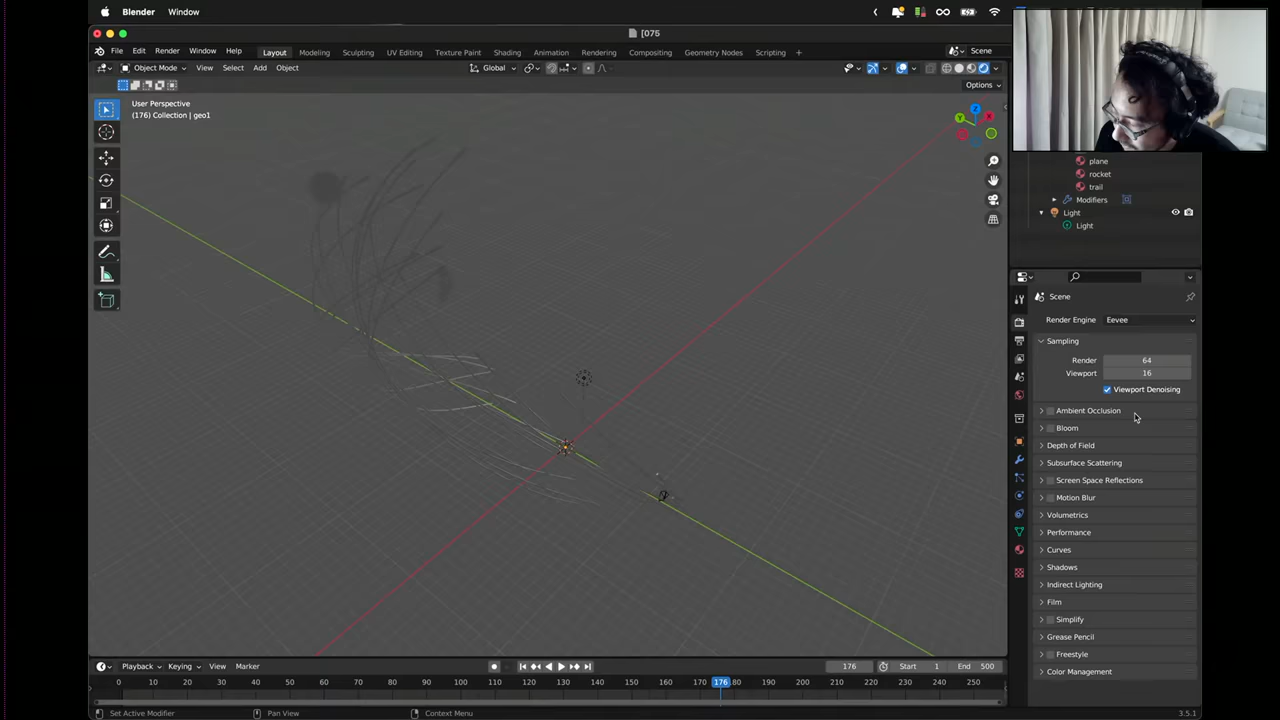 Blender Window
[075
File Edit Render Window Help Layout Modeling Sculpting UV Editing Texture Paint Shading Animation Rendering Compositing Geometry Nodes Scripting + Scene
Object Mode View Select Add Object Global
Options
User Perspective
(176) Collection | geo1
Z
Y
X
plane
rocket
trail
Modifiers
Light
Light
Scene
Render Engine Eevee
Sampling
Render 64
Viewport 16
Viewport Denoising
Ambient Occlusion
Bloom
Depth of Field
Subsurface Scattering
Screen Space Reflections
Motion Blur
Volumetrics
Performance
Curves
Shadows
Indirect Lighting
Film
Simplify
Grease Pencil
Freestyle
Color Management
Playback Keying View Marker 176 Start 1 End 500
0 10 20 30 40 50 60 70 80 90 100 110 120 130 140 150 160 170 176 180 190 200 210 220 230 240 250
Set Active Modifier Pan View Context Menu 3.5.1